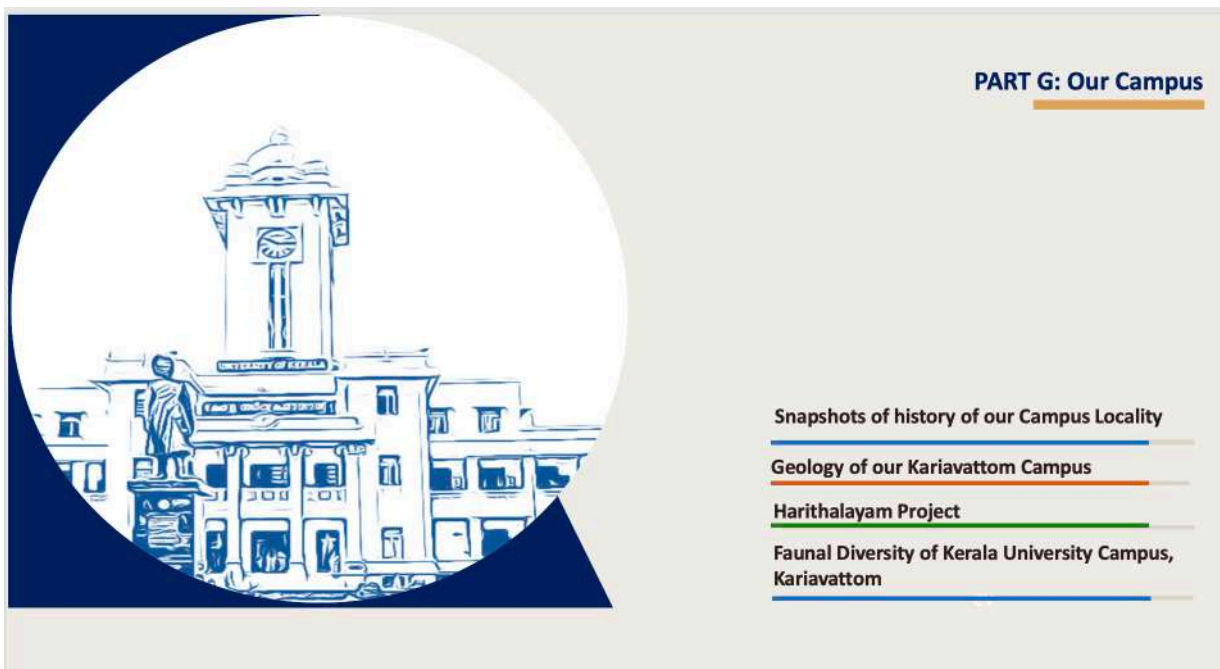 PART G: Our Campus
UNIVERSITY OF KERALA
Snapshots of history of our Campus Locality
Geology of our Kariavattom Campus
Harithalayam Project
Faunal Diversity of Kerala University Campus,
Kariavattom